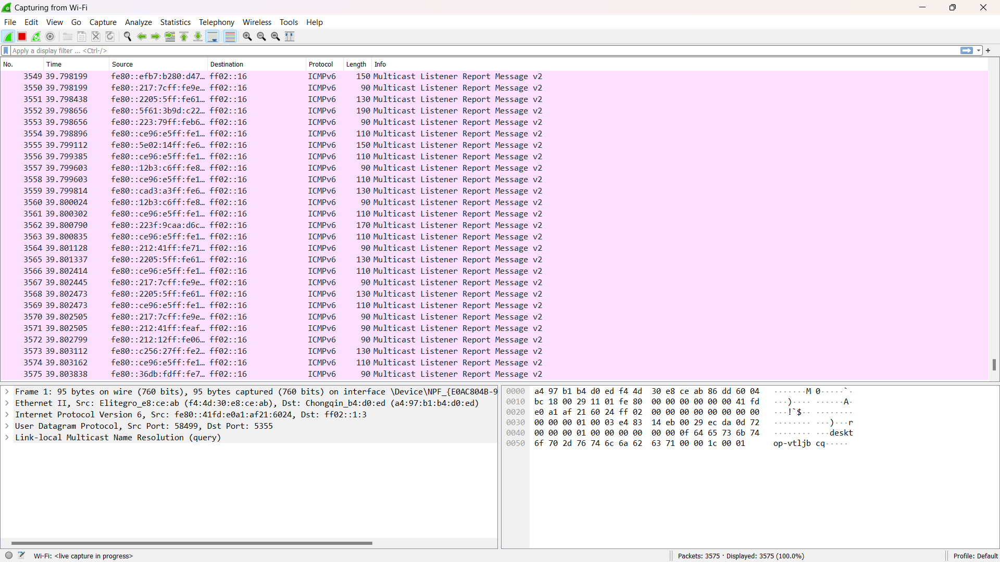 Capturing from Wi-Fi
File Edit View Go Capture Analyze Statistics Telephony Wireless Tools Help
Apply a display filter ... <Ctrl-/>
No. Time Source Destination Protocol Length Info
3549 39.798199 fe80::efb7:b280:d47… ff02::16 ICMPv6 150 Multicast Listener Report Message v2
3550 39.798199 fe80::217:7cff:fe9e… ff02::16 ICMPv6 90 Multicast Listener Report Message v2
3551 39.798438 fe80::2205:5ff:fe61… ff02::16 ICMPv6 130 Multicast Listener Report Message v2
3552 39.798656 fe80::5f61:3b9d:c22… ff02::16 ICMPv6 190 Multicast Listener Report Message v2
3553 39.798656 fe80::223:79ff:feb6… ff02::16 ICMPv6 90 Multicast Listener Report Message v2
3554 39.798896 fe80::ce96:e5ff:fe1… ff02::16 ICMPv6 110 Multicast Listener Report Message v2
3555 39.799112 fe80::5e02:14ff:fe6… ff02::16 ICMPv6 150 Multicast Listener Report Message v2
3556 39.799385 fe80::ce96:e5ff:fe1… ff02::16 ICMPv6 110 Multicast Listener Report Message v2
3557 39.799603 fe80::12b3:c6ff:fe8… ff02::16 ICMPv6 90 Multicast Listener Report Message v2
3558 39.799603 fe80::ce96:e5ff:fe1… ff02::16 ICMPv6 110 Multicast Listener Report Message v2
3559 39.799814 fe80::cad3:a3ff:fe6… ff02::16 ICMPv6 130 Multicast Listener Report Message v2
3560 39.800024 fe80::12b3:c6ff:fe8… ff02::16 ICMPv6 90 Multicast Listener Report Message v2
3561 39.800302 fe80::ce96:e5ff:fe1… ff02::16 ICMPv6 110 Multicast Listener Report Message v2
3562 39.800790 fe80::223f:9caa:d6c… ff02::16 ICMPv6 170 Multicast Listener Report Message v2
3563 39.800835 fe80::ce96:e5ff:fe1… ff02::16 ICMPv6 110 Multicast Listener Report Message v2
3564 39.801128 fe80::212:41ff:fe71… ff02::16 ICMPv6 90 Multicast Listener Report Message v2
3565 39.801337 fe80::2205:5ff:fe61… ff02::16 ICMPv6 130 Multicast Listener Report Message v2
3566 39.802414 fe80::ce96:e5ff:fe1… ff02::16 ICMPv6 110 Multicast Listener Report Message v2
3567 39.802445 fe80::217:7cff:fe9e… ff02::16 ICMPv6 90 Multicast Listener Report Message v2
3568 39.802473 fe80::2205:5ff:fe61… ff02::16 ICMPv6 130 Multicast Listener Report Message v2
3569 39.802473 fe80::ce96:e5ff:fe1… ff02::16 ICMPv6 110 Multicast Listener Report Message v2
3570 39.802505 fe80::217:7cff:fe9e… ff02::16 ICMPv6 90 Multicast Listener Report Message v2
3571 39.802505 fe80::212:41ff:feaf… ff02::16 ICMPv6 90 Multicast Listener Report Message v2
3572 39.802799 fe80::212:12ff:fe06… ff02::16 ICMPv6 90 Multicast Listener Report Message v2
3573 39.803112 fe80::c256:27ff:fe2… ff02::16 ICMPv6 130 Multicast Listener Report Message v2
3574 39.803162 fe80::ce96:e5ff:fe1… ff02::16 ICMPv6 110 Multicast Listener Report Message v2
3575 39.803838 fe80::36db:fdff:fe7… ff02::16 ICMPv6 90 Multicast Listener Report Message v2
Frame 1: 95 bytes on wire (760 bits), 95 bytes captured (760 bits) on interface \Device\NPF_{E0AC804B-9
Ethernet II, Src: Elitegro_e8:ce:ab (f4:4d:30:e8:ce:ab), Dst: Chongqin_b4:d0:ed (a4:97:b1:b4:d0:ed)
Internet Protocol Version 6, Src: fe80::41fd:e0a1:af21:6024, Dst: ff02::1:3
User Datagram Protocol, Src Port: 58499, Dst Port: 5355
Link-local Multicast Name Resolution (query)
0000 a4 97 b1 b4 d0 ed f4 4d 30 e8 ce ab 86 dd 60 04 ·······M 0·····`·
0010 bc 18 00 29 11 01 fe 80 00 00 00 00 00 00 41 fd ···)···· ······A·
0020 e0 a1 af 21 60 24 ff 02 00 00 00 00 00 00 00 00 ···!`$·· ········
0030 00 00 00 01 00 03 e4 83 14 eb 00 29 ec da 0d 72 ········ ···)···r
0040 00 00 00 01 00 00 00 00 00 00 0f 64 65 73 6b 74 ········ ···deskt
0050 6f 70 2d 76 74 6c 6a 62 63 71 00 00 1c 00 01 op-vtljb cq·····
Wi-Fi: <live capture in progress>
Packets: 3575 · Displayed: 3575 (100.0%)
Profile: Default